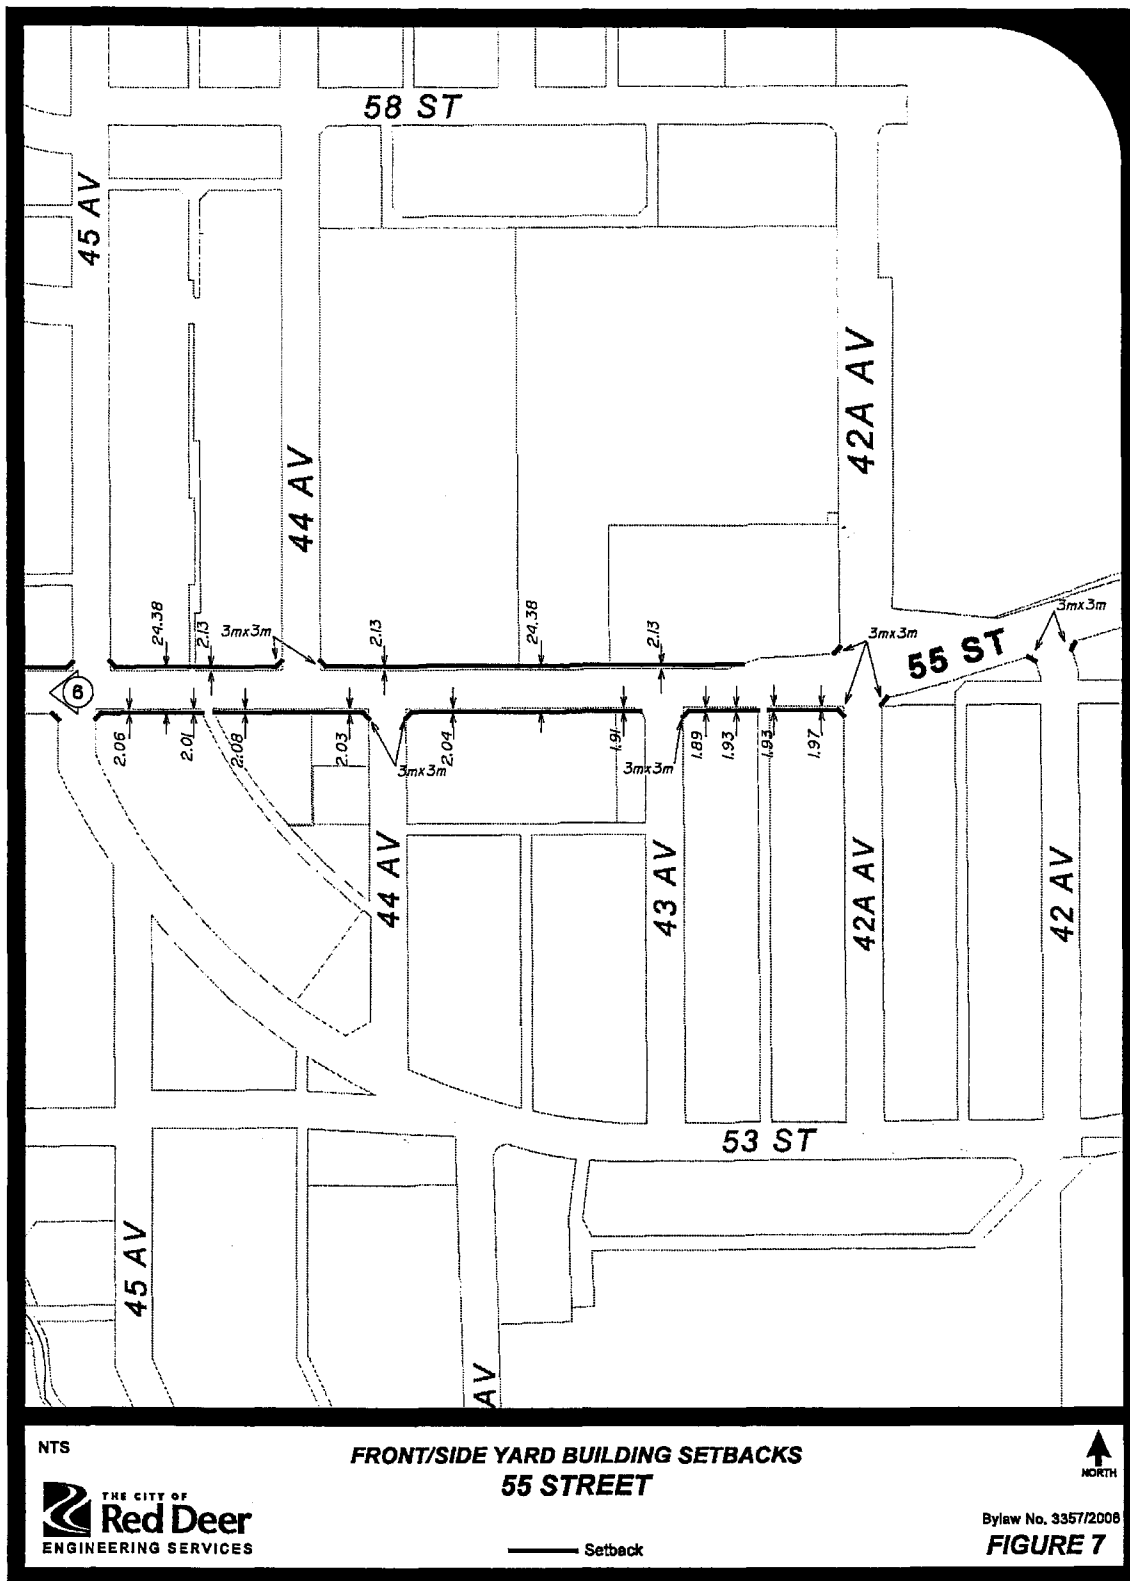 58 ST
45 AV
42A AV
44 AV
24.38
2.13
3mx3m
2.13
24.38
2.13
3mx3m
3mx3m
55 ST
6
2.06
2.01
2.08
2.03
3mx3m
2.04
1.91
3mx3m
1.89
1.93
1.93
1.97
44 AV
43 AV
42A AV
42 AV
53 ST
45 AV
AV
NTS
FRONT/SIDE YARD BUILDING SETBACKS
55 STREET
NORTH
THE CITY OF
Red Deer
ENGINEERING SERVICES
Setback
Bylaw No. 3357/2006
FIGURE 7